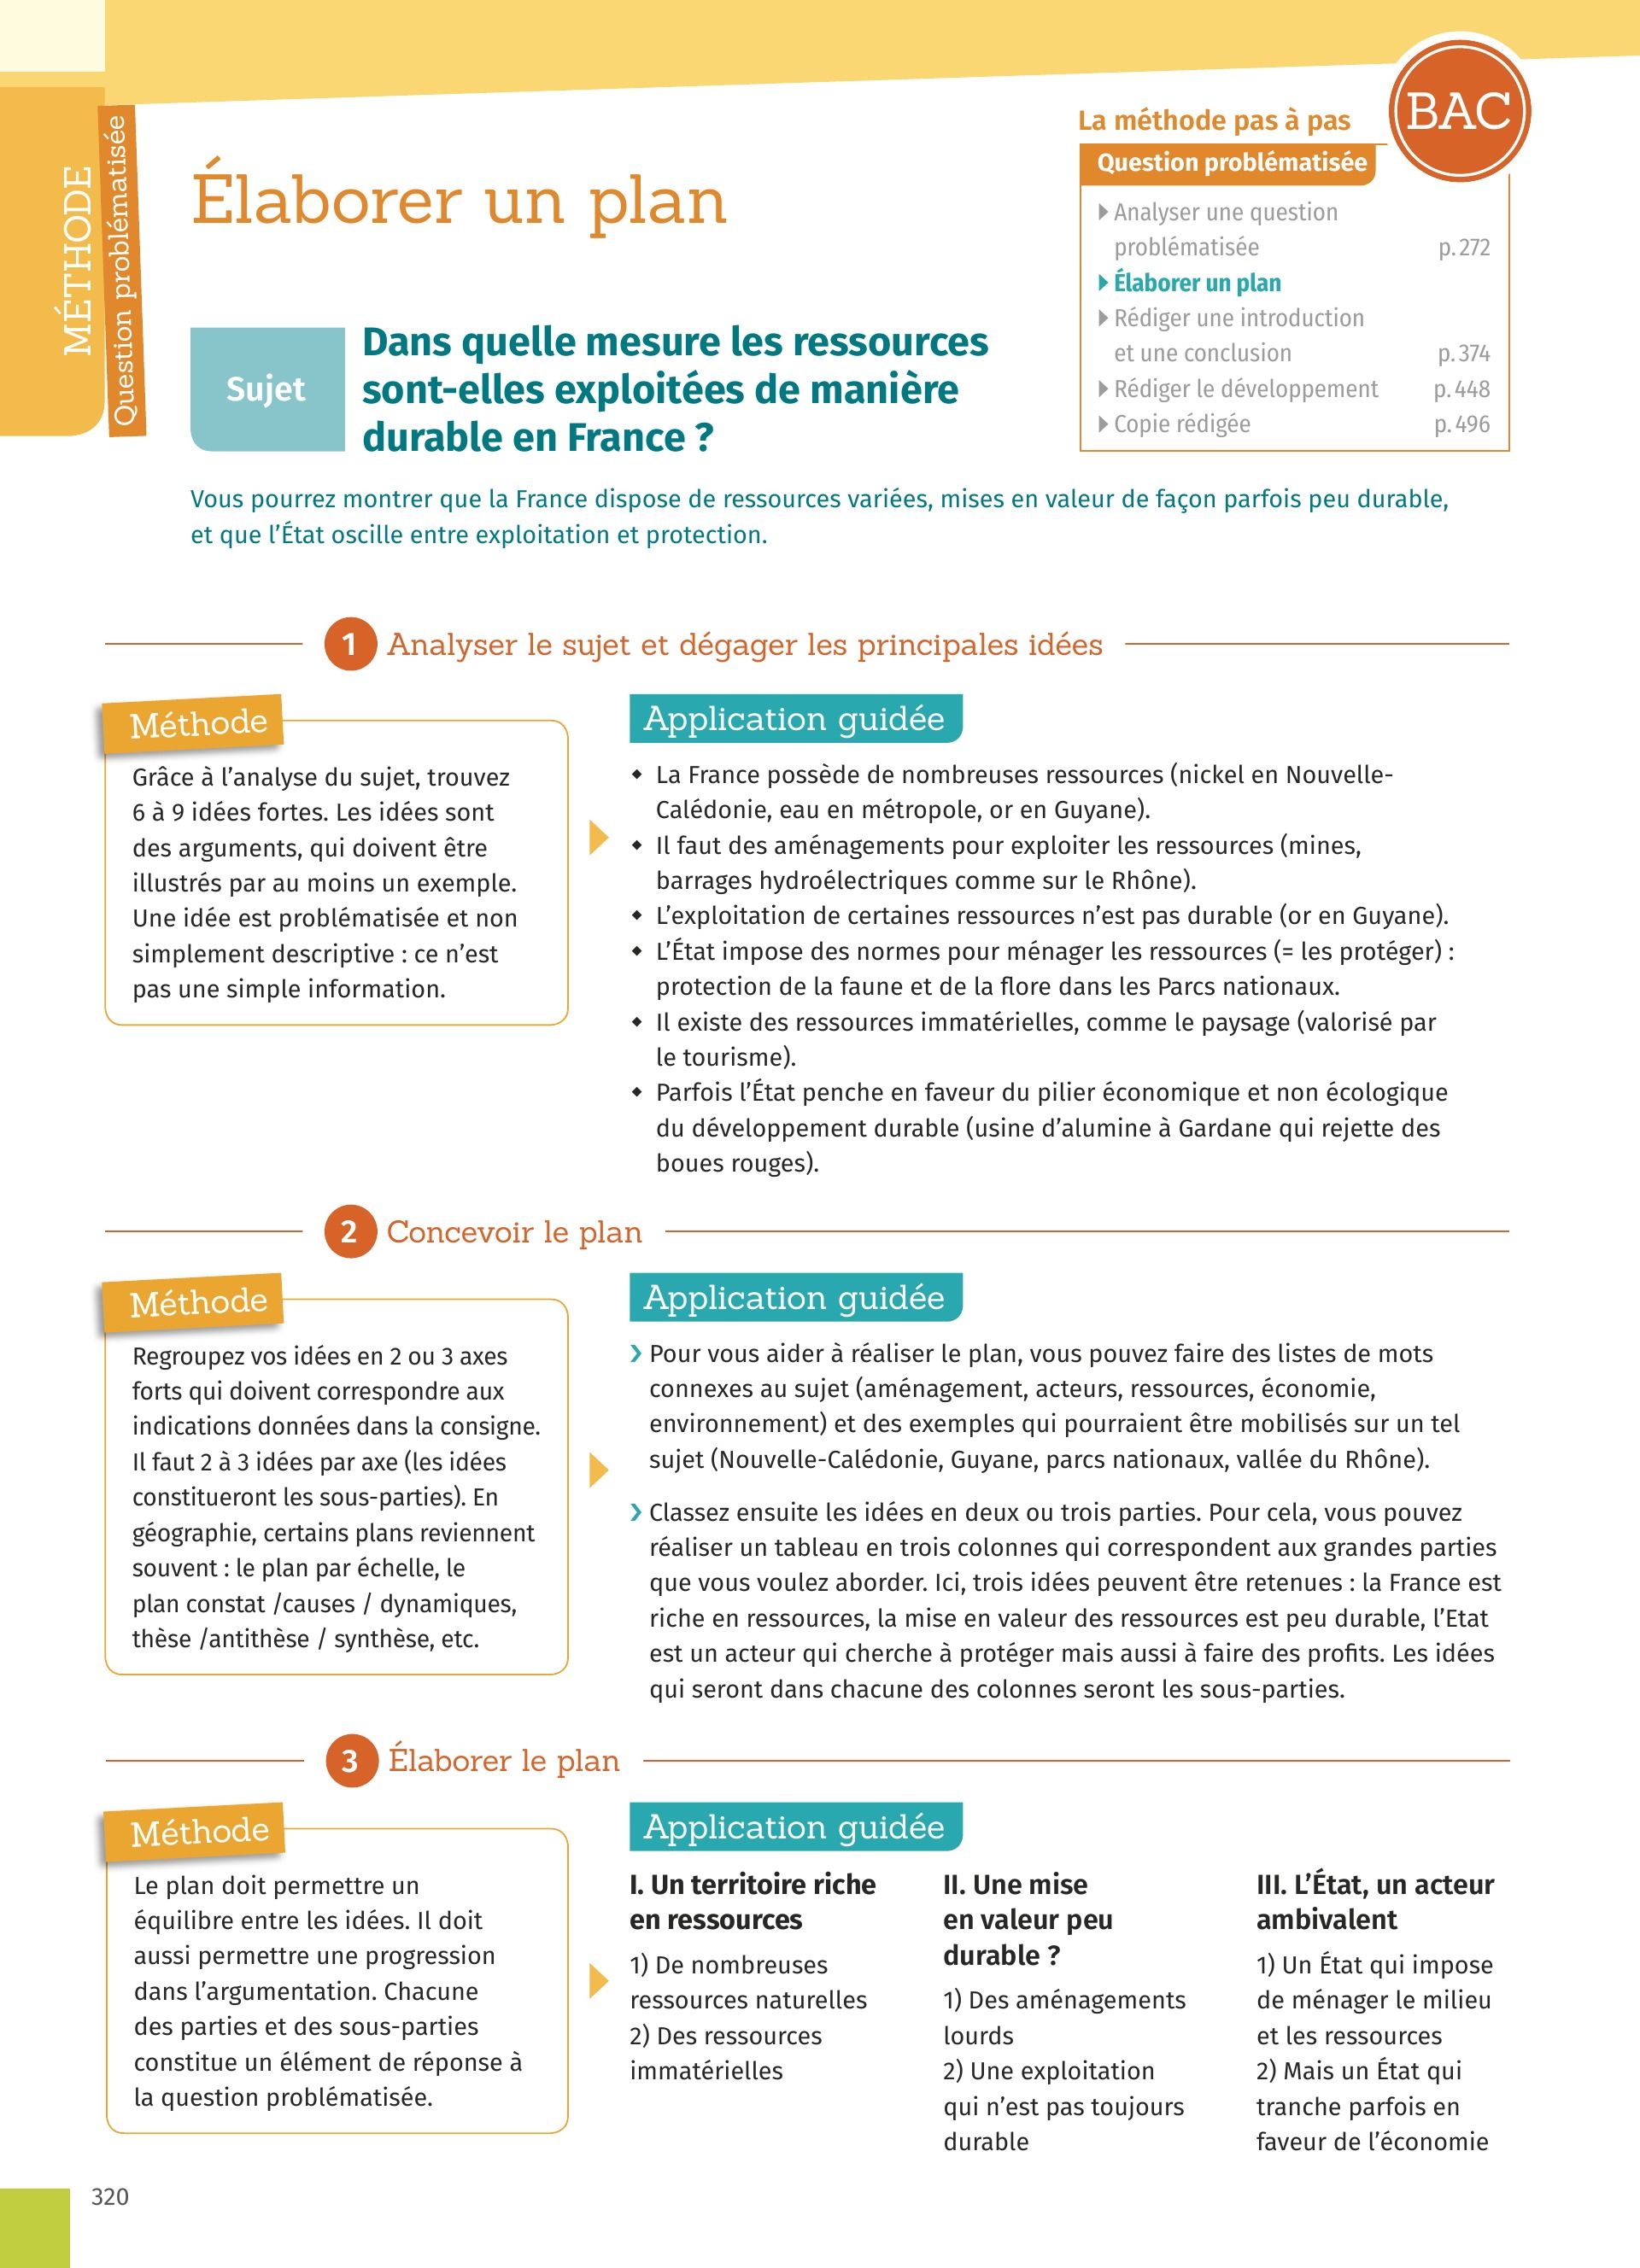 MÉTHODE
Question problématisée
Élaborer un plan
BAC
La méthode pas à pas
Question problématisée
Analyser une question
problématisée p. 272
Élaborer un plan
Rédiger une introduction
et une conclusion p. 374
Rédiger le développement p. 448
Copie rédigée p. 496
Sujet
Dans quelle mesure les ressources
sont-elles exploitées de manière
durable en France ?
Vous pourrez montrer que la France dispose de ressources variées, mises en valeur de façon parfois peu durable,
et que l’État oscille entre exploitation et protection.
1 Analyser le sujet et dégager les principales idées
Méthode
Grâce à l’analyse du sujet, trouvez
6 à 9 idées fortes. Les idées sont
des arguments, qui doivent être
illustrés par au moins un exemple.
Une idée est problématisée et non
simplement descriptive : ce n’est
pas une simple information.
Application guidée
◆ La France possède de nombreuses ressources (nickel en Nouvelle-
Calédonie, eau en métropole, or en Guyane).
◆ Il faut des aménagements pour exploiter les ressources (mines,
barrages hydroélectriques comme sur le Rhône).
◆ L’exploitation de certaines ressources n’est pas durable (or en Guyane).
◆ L’État impose des normes pour ménager les ressources (= les protéger) :
protection de la faune et de la flore dans les Parcs nationaux.
◆ Il existe des ressources immatérielles, comme le paysage (valorisé par
le tourisme).
◆ Parfois l’État penche en faveur du pilier économique et non écologique
du développement durable (usine d’alumine à Gardane qui rejette des
boues rouges).
2 Concevoir le plan
Méthode
Regroupez vos idées en 2 ou 3 axes
forts qui doivent correspondre aux
indications données dans la consigne.
Il faut 2 à 3 idées par axe (les idées
constitueront les sous-parties). En
géographie, certains plans reviennent
souvent : le plan par échelle, le
plan constat /causes / dynamiques,
thèse /antithèse / synthèse, etc.
Application guidée
› Pour vous aider à réaliser le plan, vous pouvez faire des listes de mots
connexes au sujet (aménagement, acteurs, ressources, économie,
environnement) et des exemples qui pourraient être mobilisés sur un tel
sujet (Nouvelle-Calédonie, Guyane, parcs nationaux, vallée du Rhône).
› Classez ensuite les idées en deux ou trois parties. Pour cela, vous pouvez
réaliser un tableau en trois colonnes qui correspondent aux grandes parties
que vous voulez aborder. Ici, trois idées peuvent être retenues : la France est
riche en ressources, la mise en valeur des ressources est peu durable, l’Etat
est un acteur qui cherche à protéger mais aussi à faire des profits. Les idées
qui seront dans chacune des colonnes seront les sous-parties.
3 Élaborer le plan
Méthode
Le plan doit permettre un
équilibre entre les idées. Il doit
aussi permettre une progression
dans l’argumentation. Chacune
des parties et des sous-parties
constitue un élément de réponse à
la question problématisée.
Application guidée
I. Un territoire riche
en ressources
1) De nombreuses
ressources naturelles
2) Des ressources
immatérielles
II. Une mise
en valeur peu
durable ?
1) Des aménagements
lourds
2) Une exploitation
qui n’est pas toujours
durable
III. L’État, un acteur
ambivalent
1) Un État qui impose
de ménager le milieu
et les ressources
2) Mais un État qui
tranche parfois en
faveur de l’économie
320